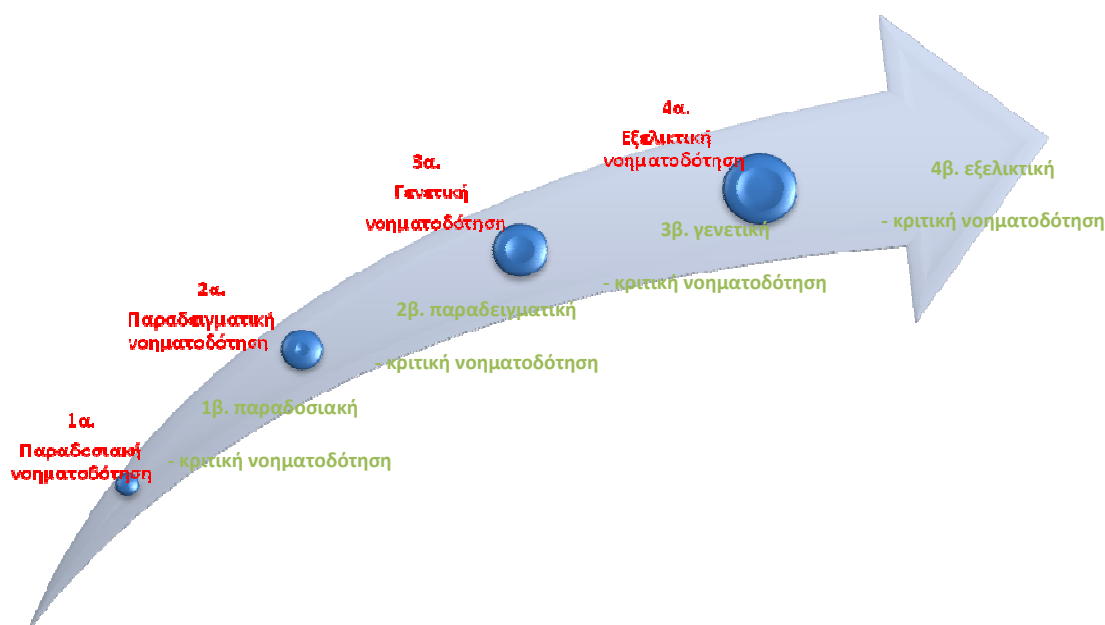 1α.
Παραδοσιακή
νοηματοδότηση
1β. παραδοσιακή
- κριτική νοηματοδότηση
2α.
Παραδειγματική
νοηματοδότηση
2β. παραδειγματική
- κριτική νοηματοδότηση
3α.
Γενετική
νοηματοδότηση
3β. γενετική
- κριτική νοηματοδότηση
4α.
Εξελικτική
νοηματοδότηση
4β. εξελικτική
- κριτική νοηματοδότηση